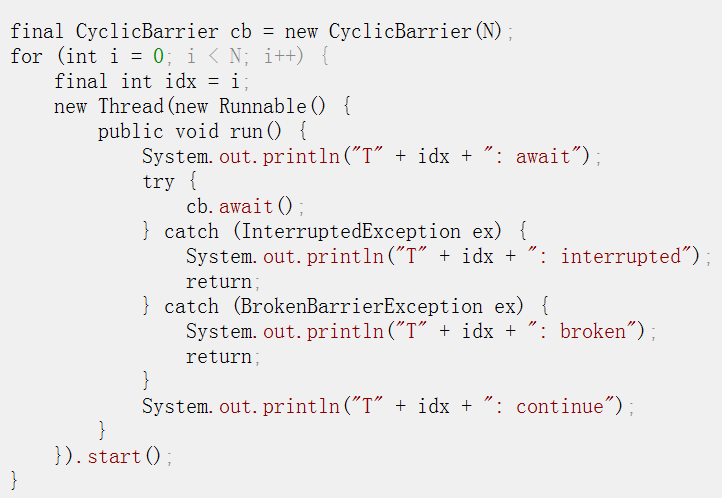 final CyclicBarrier cb = new CyclicBarrier(N);
for (int i = 0; i < N; i++) {
    final int idx = i;
    new Thread(new Runnable() {
        public void run() {
            System.out.println("T" + idx + ": await");
            try {
                cb.await();
            } catch (InterruptedException ex) {
                System.out.println("T" + idx + ": interrupted");
                return;
            } catch (BrokenBarrierException ex) {
                System.out.println("T" + idx + ": broken");
                return;
            }
            System.out.println("T" + idx + ": continue");
        }
    }).start();
}